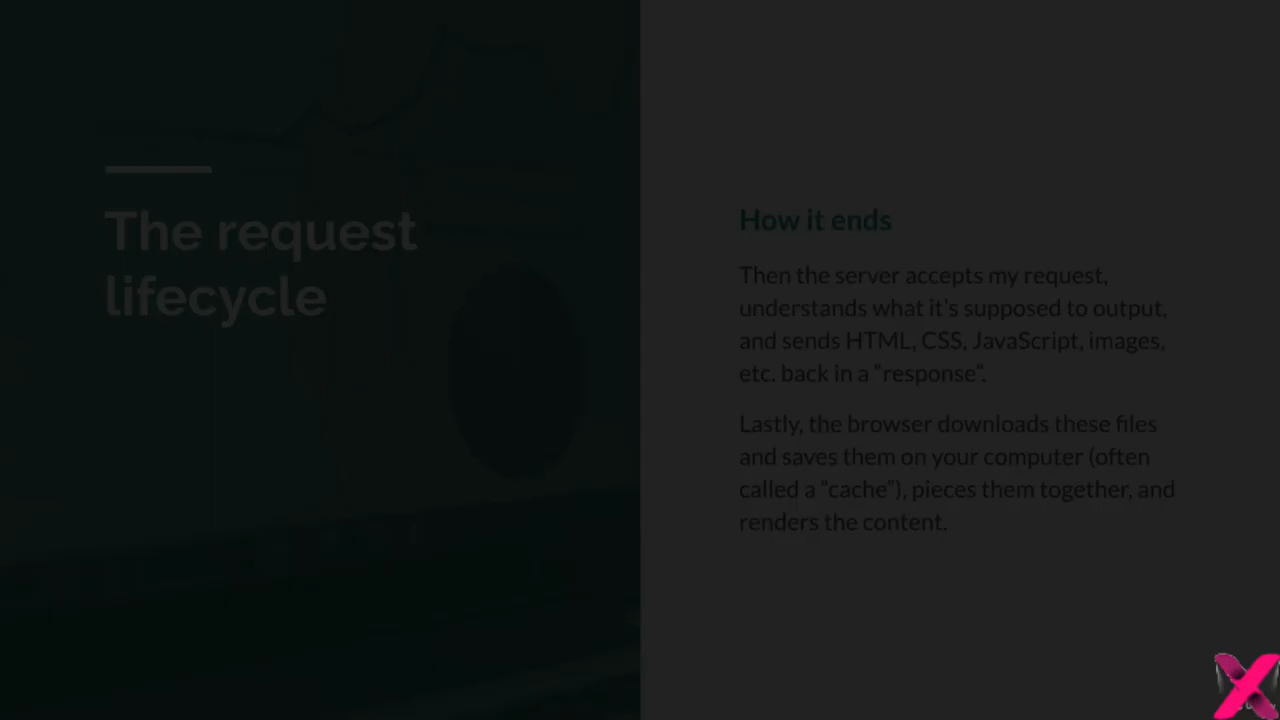 The request
lifecycle
How it ends
Then the server accepts my request,
understands what it's supposed to output,
and sends HTML, CSS, JavaScript, images,
etc. back in a "response".
Lastly, the browser downloads these files
and saves them on your computer (often
called a "cache"), pieces them together, and
renders the content.